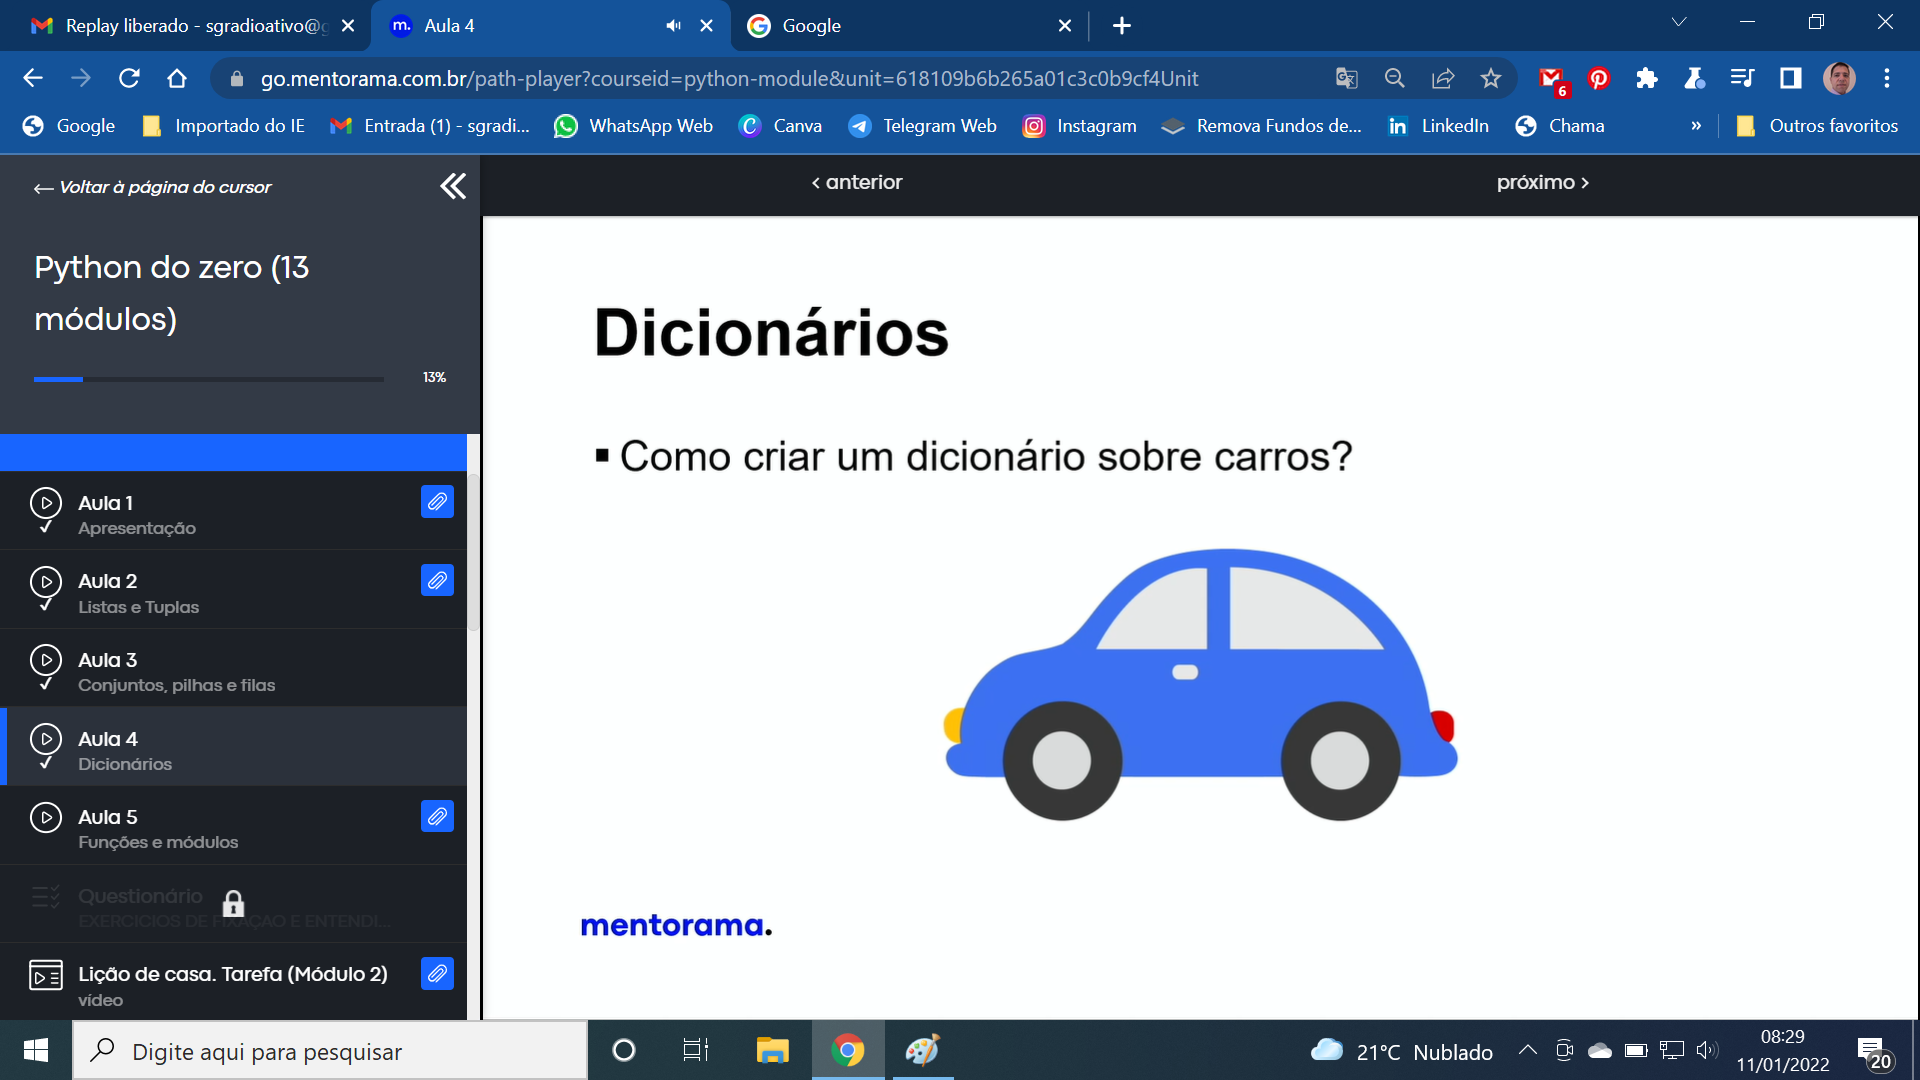 Replay liberado - sgradioativo@g
Aula 4
Google
go.mentorama.com.br/path-player?courseid=python-module&unit=618109b6b265a01c3c0b9cf4Unit
6
Google
Importado do IE
Entrada (1) - sgradi...
WhatsApp Web
Canva
Telegram Web
Instagram
Remova Fundos de...
LinkedIn
Chama
»
Outros favoritos
← Voltar à página do cursor
< anterior
próximo >
Python do zero (13
módulos)
13%
Aula 1
Apresentação
Aula 2
Listas e Tuplas
Aula 3
Conjuntos, pilhas e filas
Aula 4
Dicionários
Aula 5
Funções e módulos
Questionário
EXERCICIOS DE FIXAÇÃO E ENTENDI...
Lição de casa. Tarefa (Módulo 2)
vídeo
Dicionários
▪ Como criar um dicionário sobre carros?
mentorama.
Digite aqui para pesquisar
21°C Nublado
08:29
11/01/2022
20